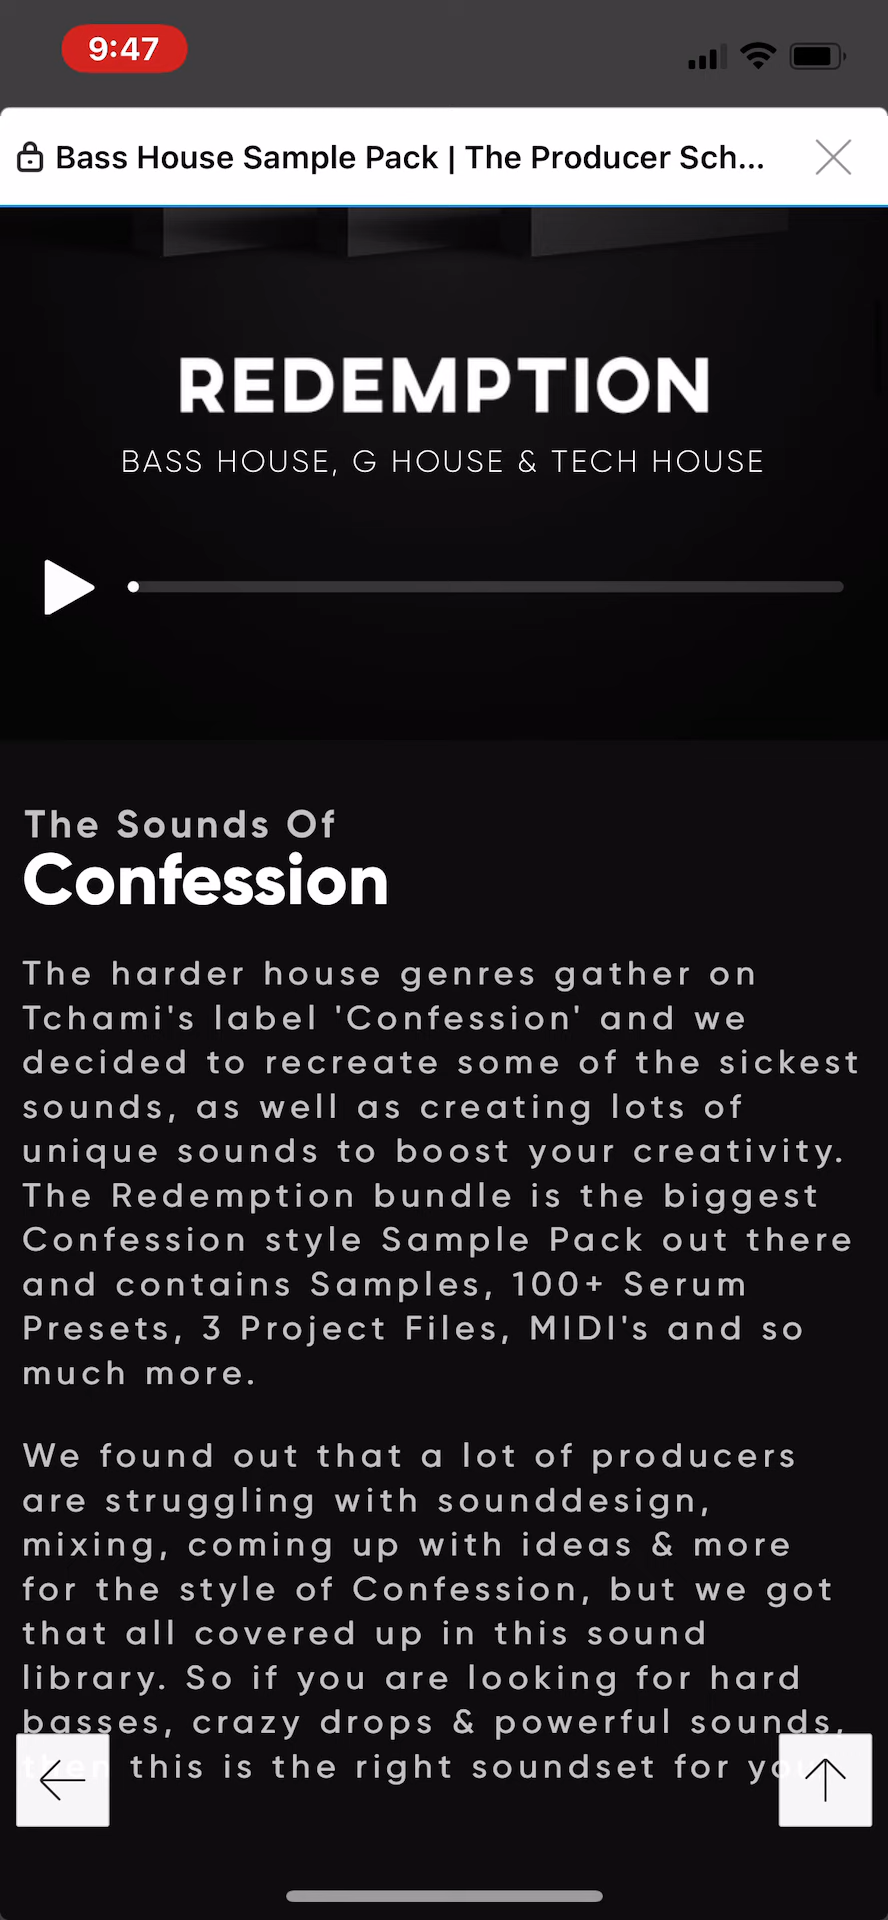 9:47
Bass House Sample Pack | The Producer Sch...
REDEMPTION
BASS HOUSE, G HOUSE & TECH HOUSE
The Sounds Of
Confession
The harder house genres gather on
Tchami's label 'Confession' and we
decided to recreate some of the sickest
sounds, as well as creating lots of
unique sounds to boost your creativity.
The Redemption bundle is the biggest
Confession style Sample Pack out there
and contains Samples, 100+ Serum
Presets, 3 Project Files, MIDI's and so
much more.
We found out that a lot of producers
are struggling with sounddesign,
mixing, coming up with ideas & more
for the style of Confession, but we got
that all covered up in this sound
library. So if you are looking for hard
basses, crazy drops & powerful sounds,
then this is the right soundset for